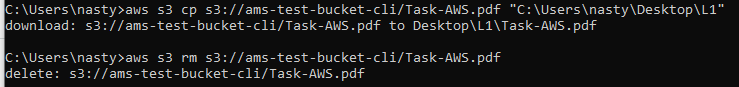 C:\Users\nasty>aws s3 cp s3://ams-test-bucket-cli/Task-AWS.pdf "C:\Users\nasty\Desktop\L1"
download: s3://ams-test-bucket-cli/Task-AWS.pdf to Desktop\L1\Task-AWS.pdf
C:\Users\nasty>aws s3 rm s3://ams-test-bucket-cli/Task-AWS.pdf
delete: s3://ams-test-bucket-cli/Task-AWS.pdf